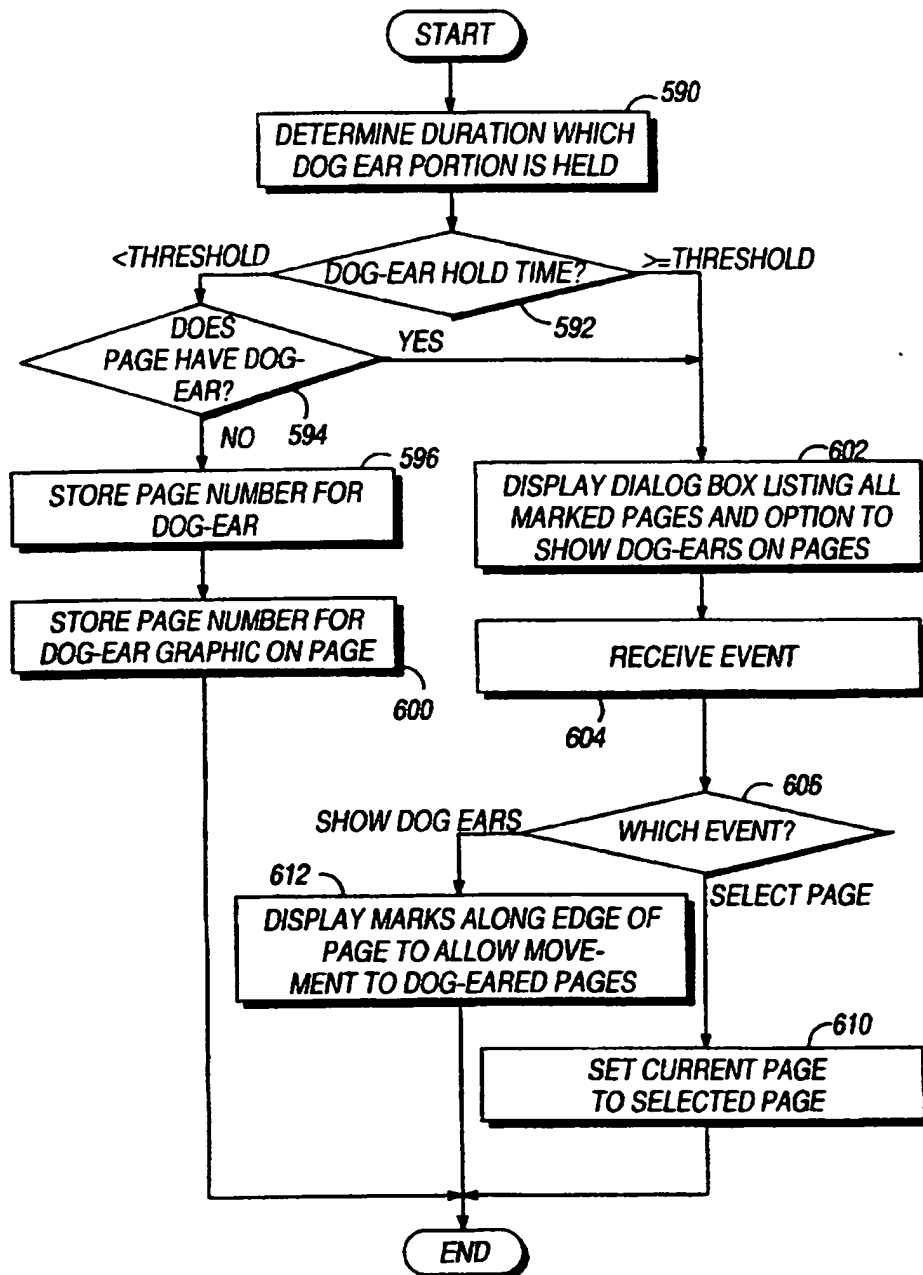 START
590
DETERMINE DURATION WHICH
DOG EAR PORTION IS HELD
<THRESHOLD
DOG-EAR HOLD TIME?
>=THRESHOLD
592
DOES
PAGE HAVE DOG-
EAR?
YES
594
NO
596
STORE PAGE NUMBER FOR
DOG-EAR
602
DISPLAY DIALOG BOX LISTING ALL
MARKED PAGES AND OPTION TO
SHOW DOG-EARS ON PAGES
STORE PAGE NUMBER FOR
DOG-EAR GRAPHIC ON PAGE
600
RECEIVE EVENT
604
606
SHOW DOG EARS
WHICH EVENT?
612
SELECT PAGE
DISPLAY MARKS ALONG EDGE OF
PAGE TO ALLOW MOVE-
MENT TO DOG-EARED PAGES
610
SET CURRENT PAGE
TO SELECTED PAGE
END